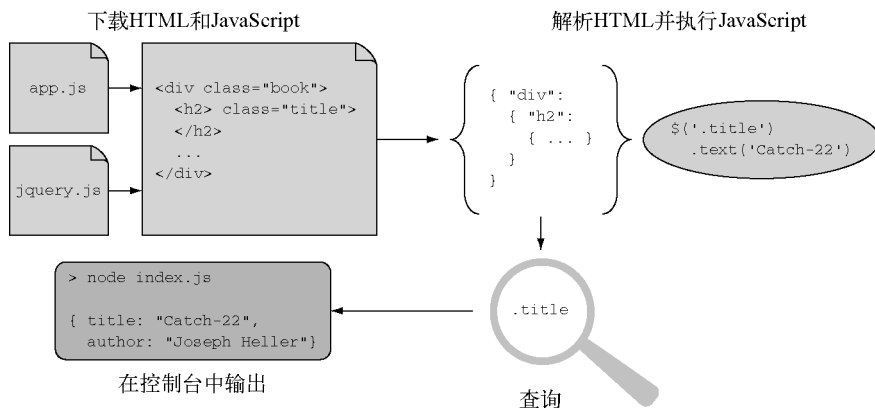 下载HTML和JavaScript
解析HTML并执行JavaScript
app.js
jquery.js
<div class="book">
<h2> class="title">
</h2>
...
</div>
{ "div":
{ "h2":
{ ... }
}
}
$('.title')
.text('Catch-22')
.title
查询
> node index.js
{ title: "Catch-22",
author: "Joseph Heller"}
在控制台中输出